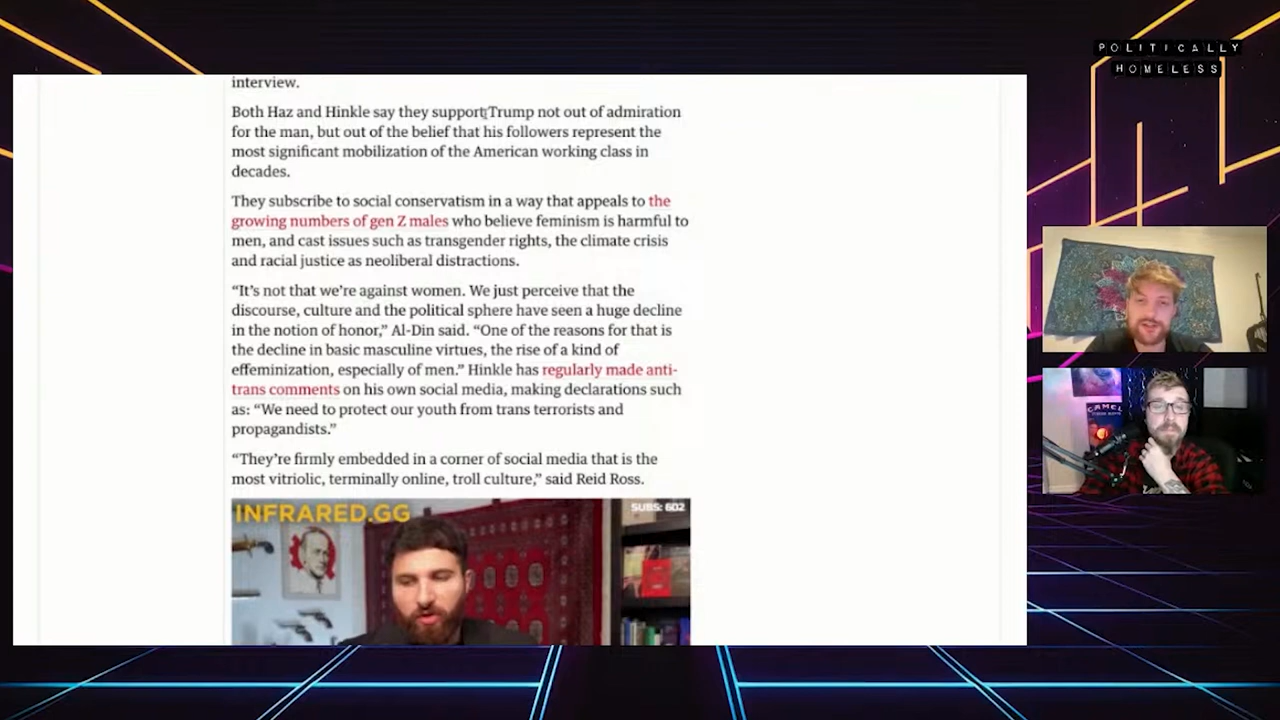 POLITICALLY
HOMELESS
interview.
Both Haz and Hinkle say they support Trump not out of admiration
for the man, but out of the belief that his followers represent the
most significant mobilization of the American working class in
decades.
They subscribe to social conservatism in a way that appeals to the
growing numbers of gen Z males who believe feminism is harmful to
men, and cast issues such as transgender rights, the climate crisis
and racial justice as neoliberal distractions.
“It’s not that we’re against women. We just perceive that the
discourse, culture and the political sphere have seen a huge decline
in the notion of honor,” Al-Din said. “One of the reasons for that is
the decline in basic masculine virtues, the rise of a kind of
effeminization, especially of men.” Hinkle has regularly made anti-
trans comments on his own social media, making declarations such
as: “We need to protect our youth from trans terrorists and
propagandists.”
“They’re firmly embedded in a corner of social media that is the
most vitriolic, terminally online, troll culture,” said Reid Ross.
INFRARED.GG
SUBS: 602
CAMEL